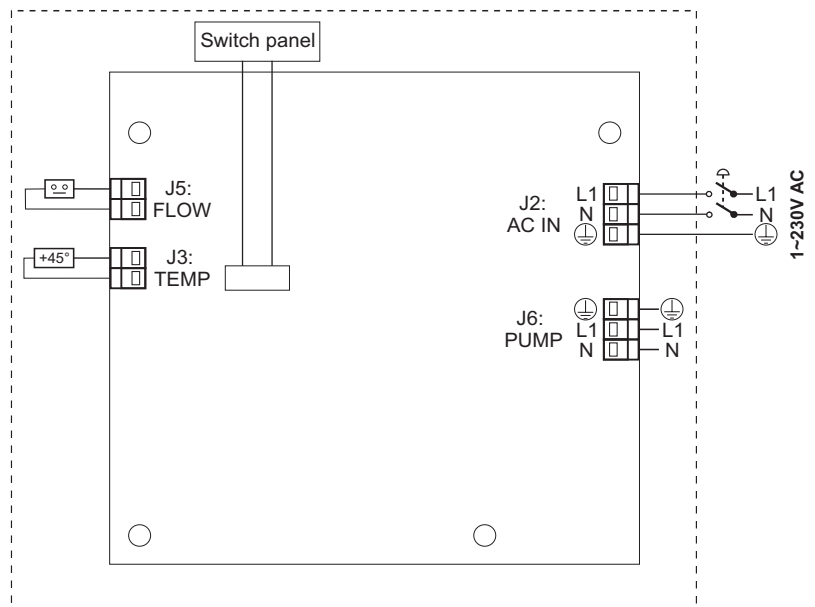 Switch panel
J5:
FLOW
+45°
J3:
TEMP
J2:
AC IN
L1
N
L1
N
1~230V AC
J6:
PUMP
L1
N
L1
N